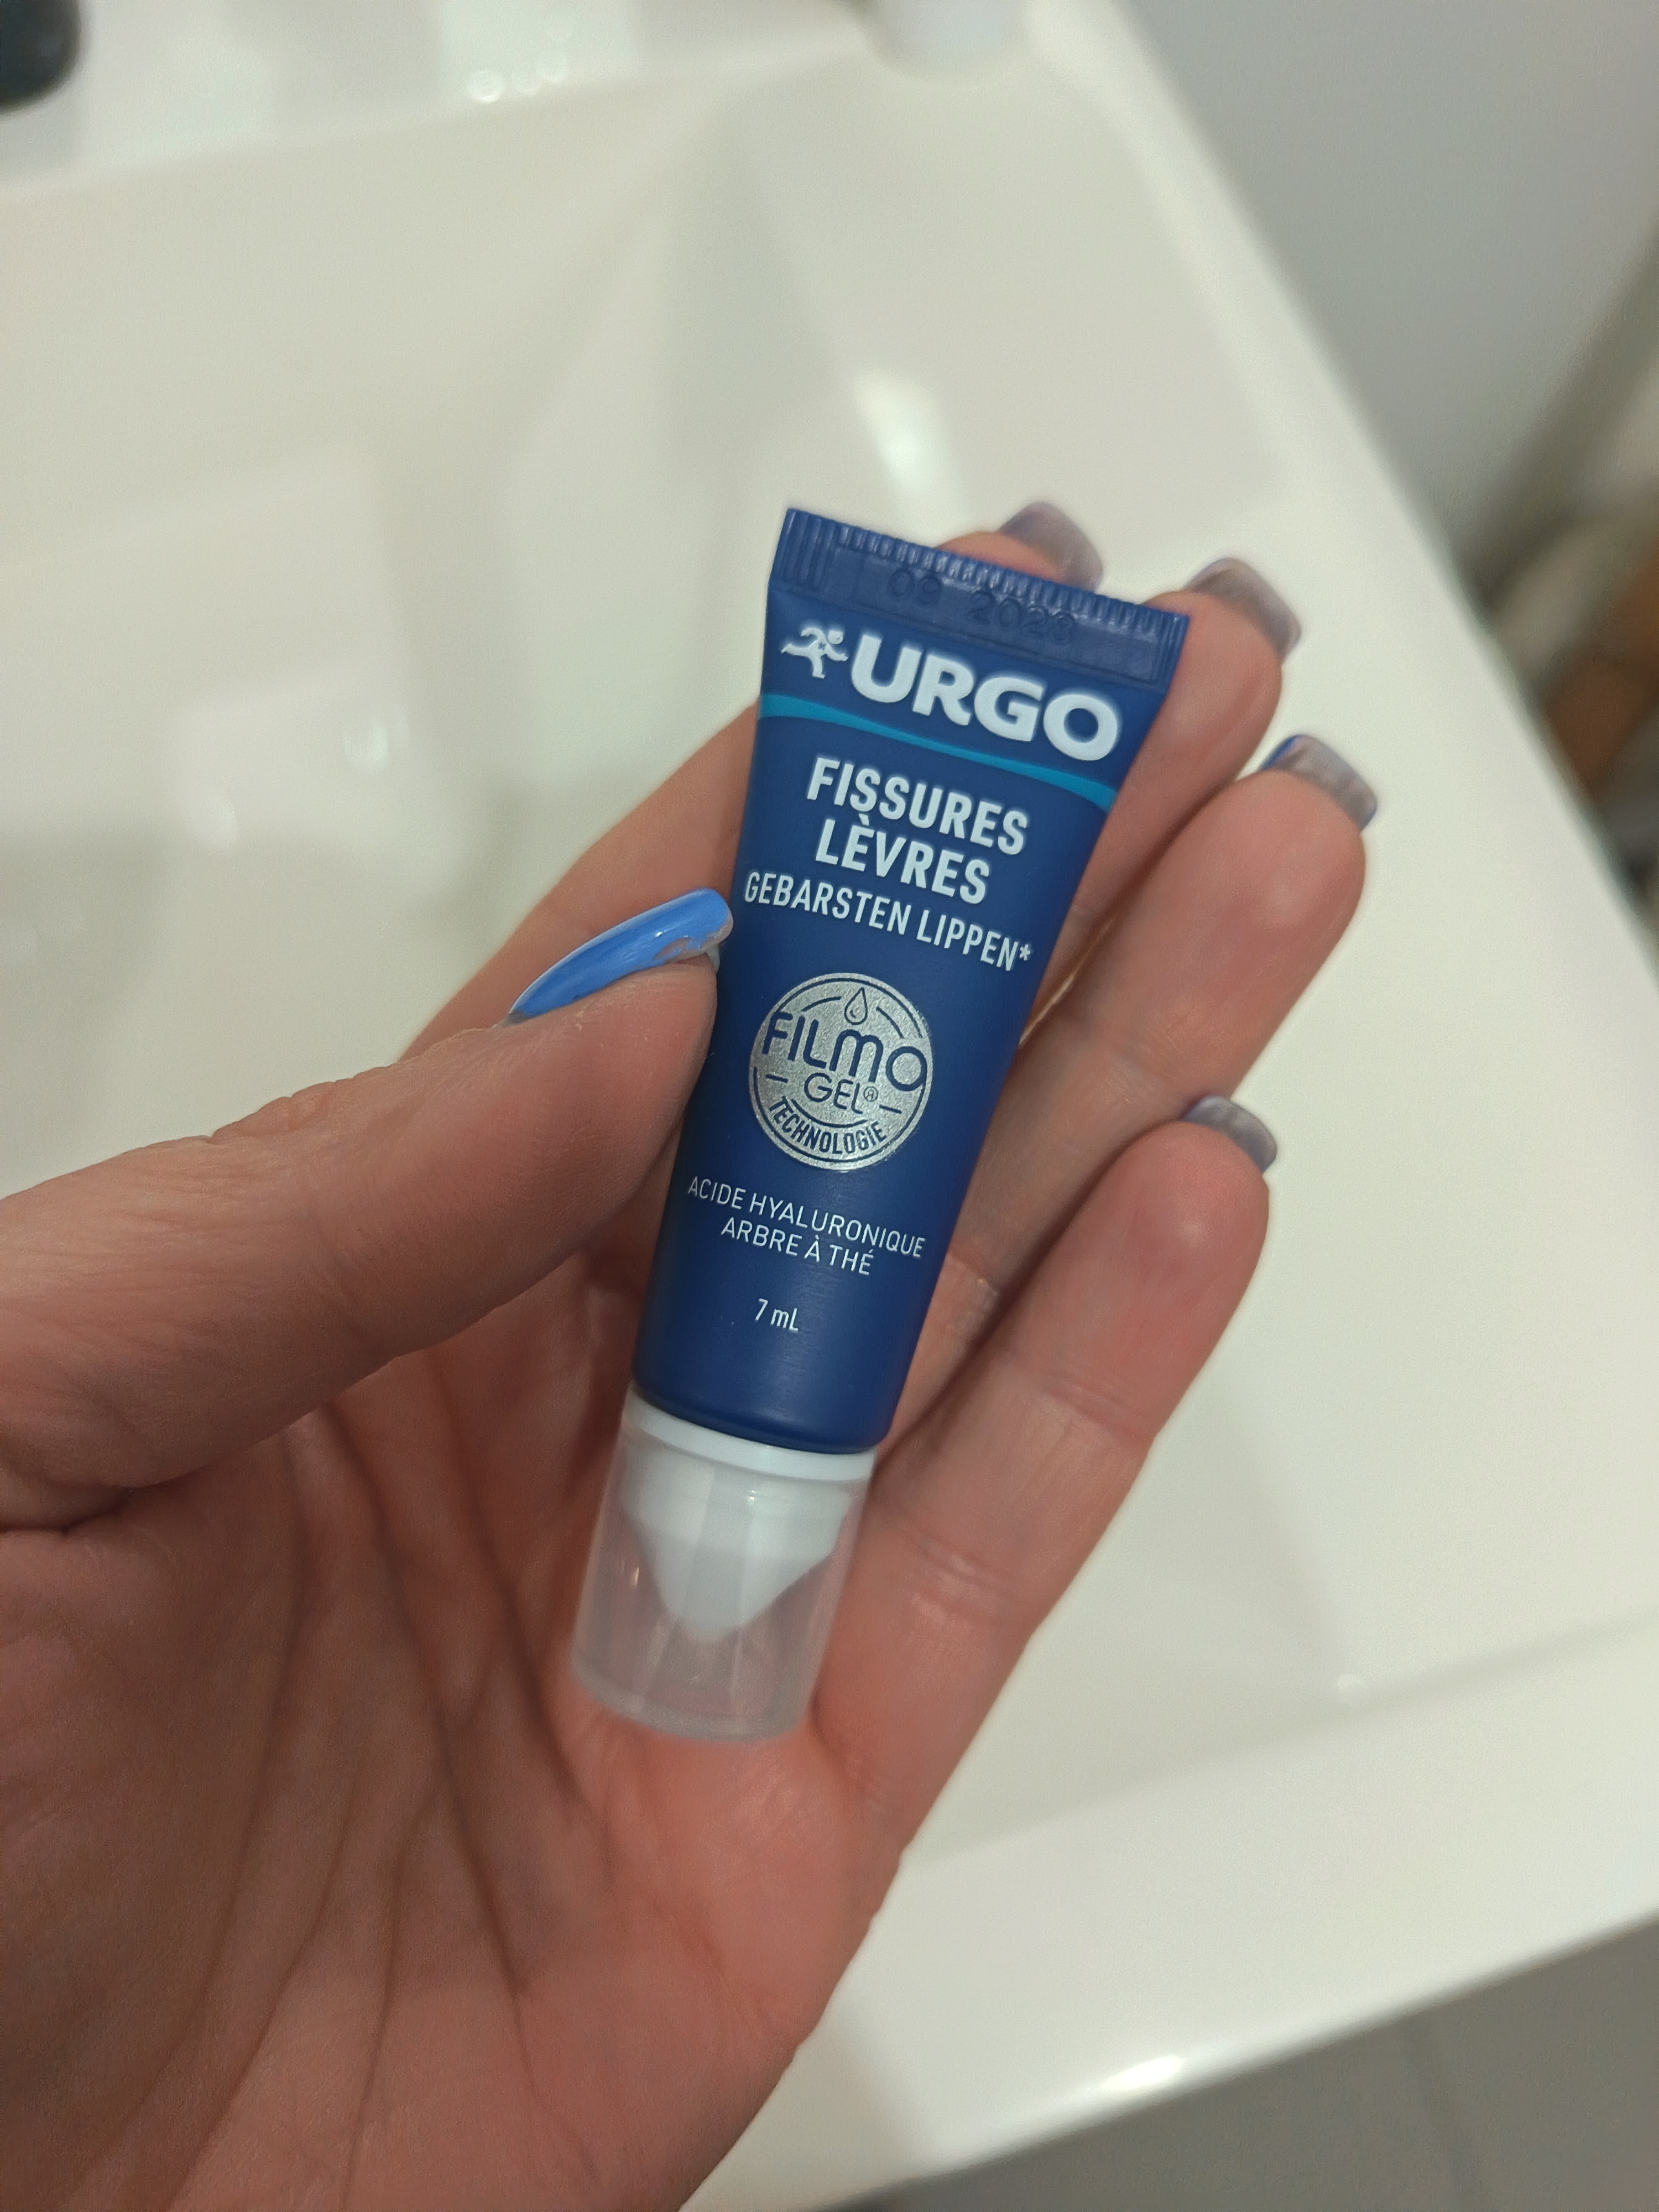 09 2028
URGO
FISSURES
LÈVRES
GEBARSTEN LIPPEN*
FILMO
GEL®
TECHNOLOGIE
ACIDE HYALURONIQUE
ARBRE À THÉ
7 mL